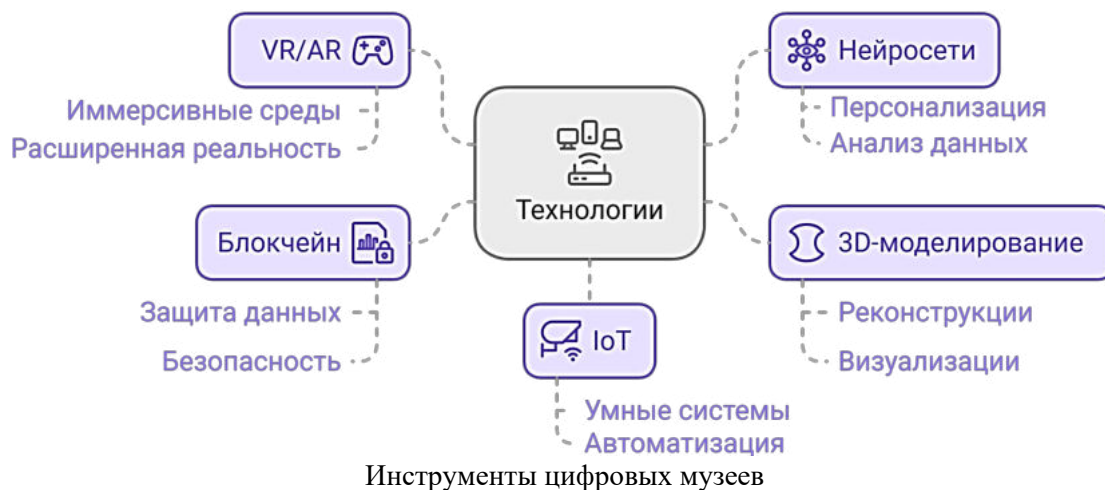 VR/AR
Иммерсивные среды
Расширенная реальность
Нейросети
Персонализация
Анализ данных
Технологии
Блокчейн
Защита данных
Безопасность
3D-моделирование
Реконструкции
Визуализации
IoT
Умные системы
Автоматизация
Инструменты цифровых музеев